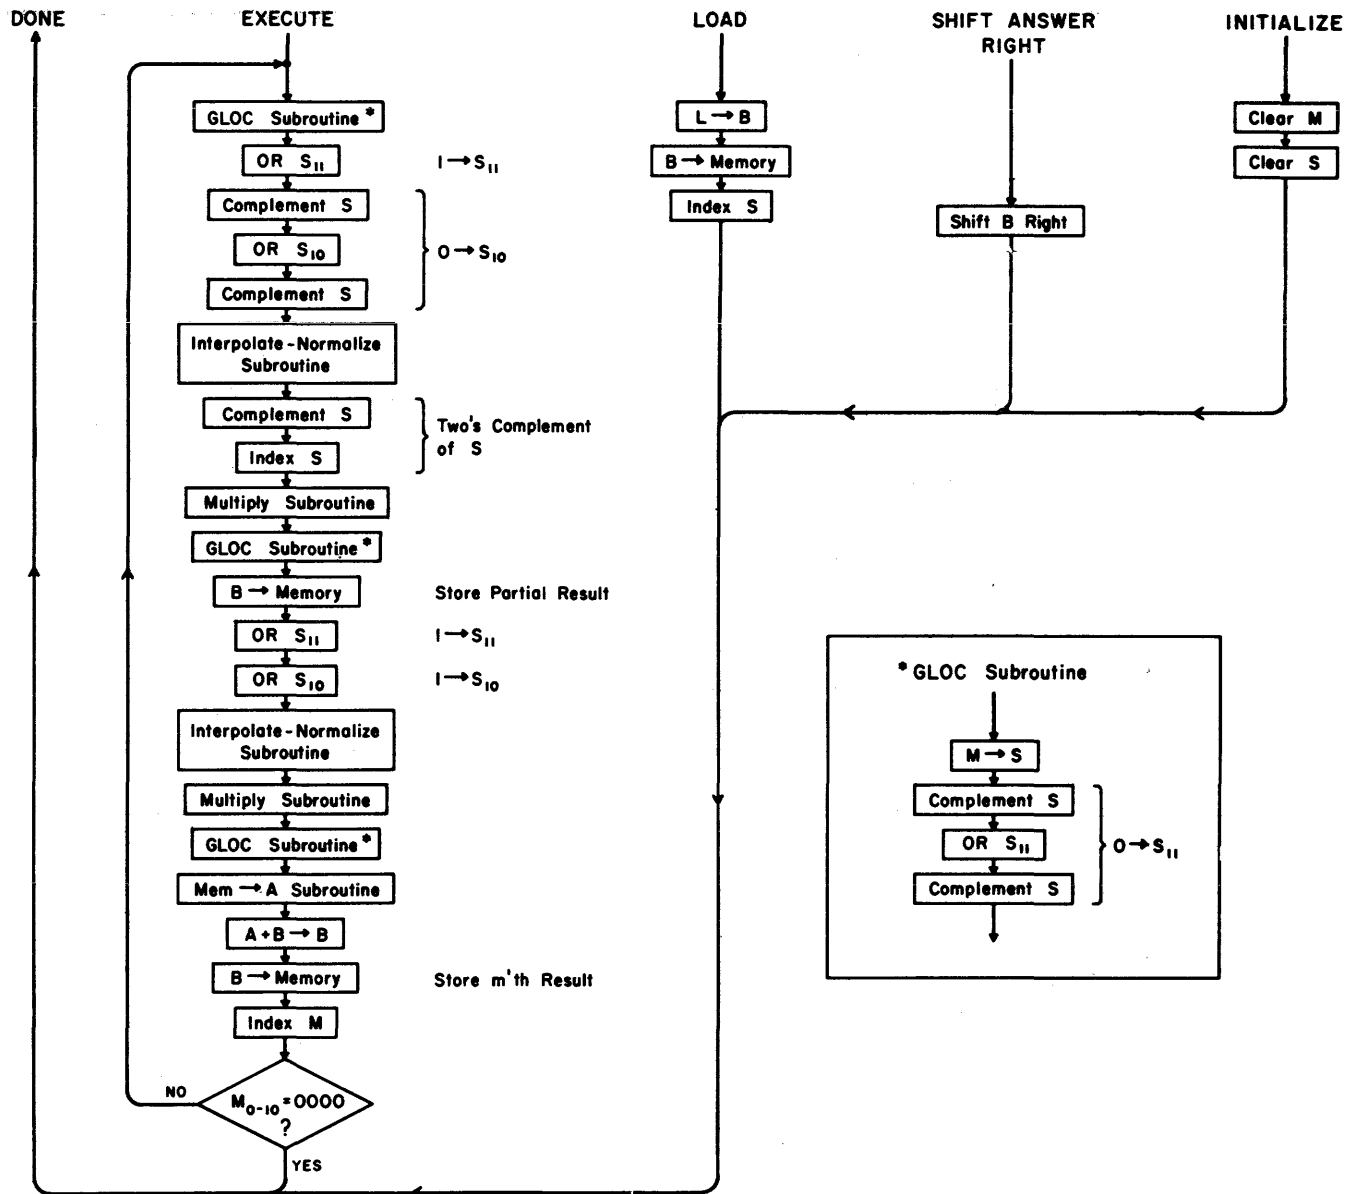 DONE
EXECUTE
LOAD
SHIFT ANSWER
RIGHT
INITIALIZE
GLOC Subroutine*
OR S₁₁
1→S₁₁
Complement S
OR S₁₀
0→S₁₀
Complement S
Interpolate-Normalize
Subroutine
Complement S
Index S
Two's Complement
of S
Multiply Subroutine
GLOC Subroutine*
B→Memory
Store Partial Result
OR S₁₁
1→S₁₁
OR S₁₀
1→S₁₀
Interpolate-Normalize
Subroutine
Multiply Subroutine
GLOC Subroutine*
Mem→A Subroutine
A+B→B
B→Memory
Store m'th Result
Index M
M₀₋₁₀=0000
?
NO
YES
L→B
B→Memory
Index S
Shift B Right
Clear M
Clear S
*GLOC Subroutine
M→S
Complement S
OR S₁₁
0→S₁₁
Complement S